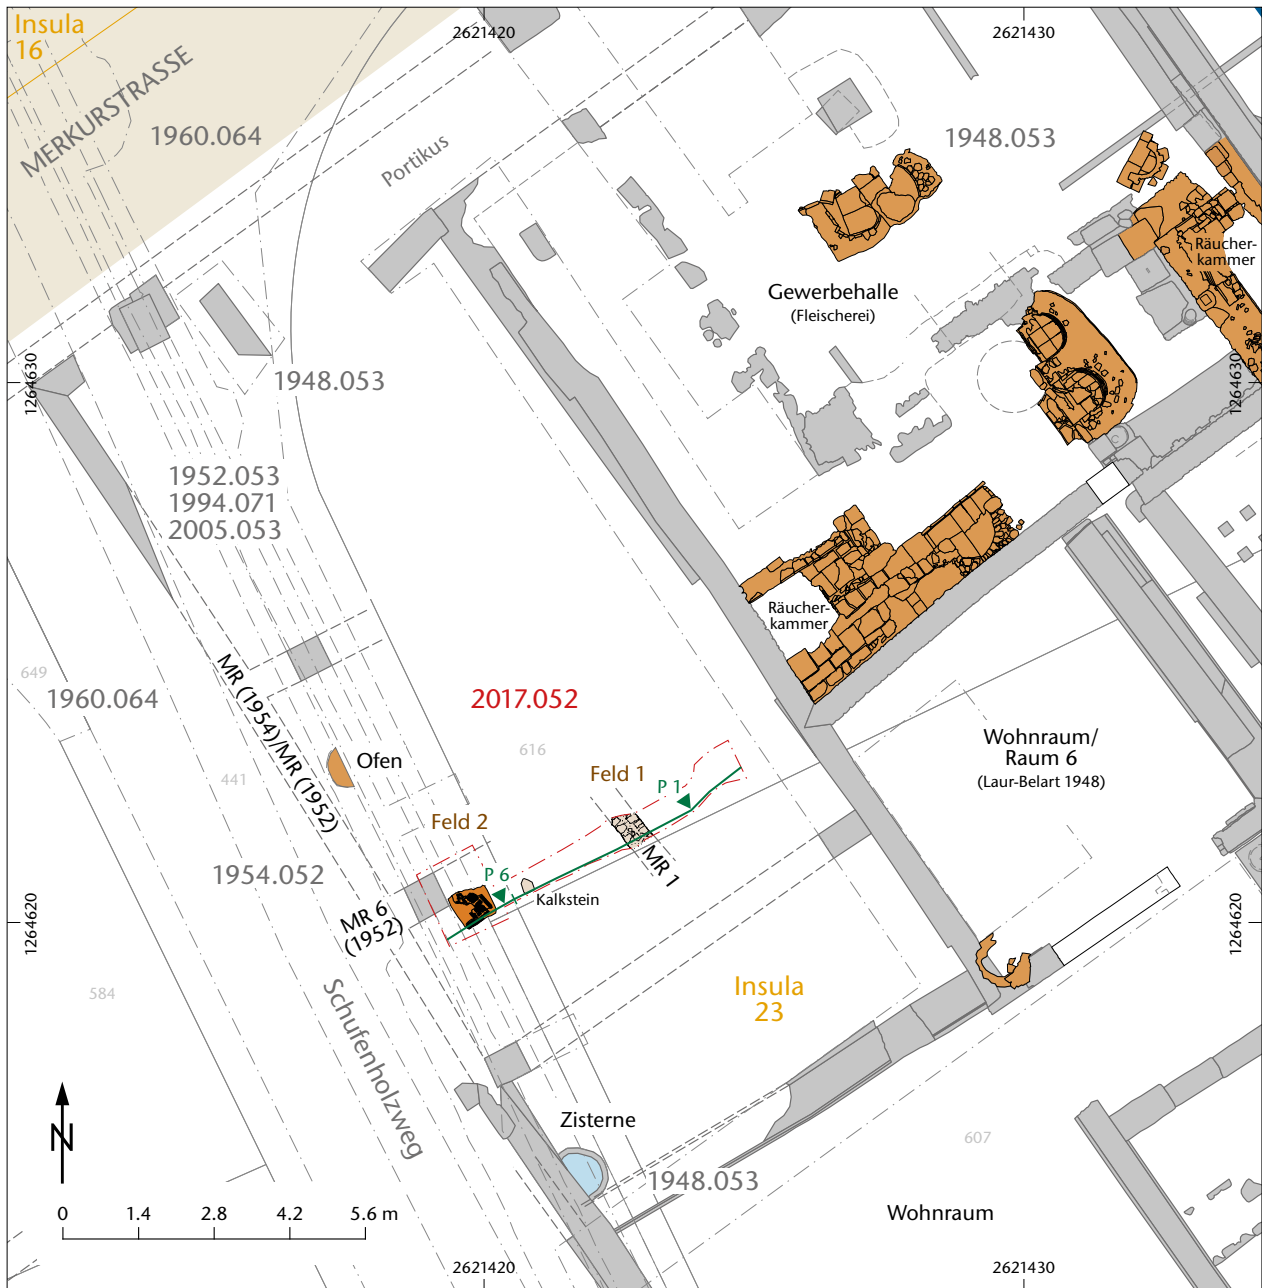 Insula
16
2621420
2621430
MERKURSTRASSE
1960.064
Portikus
1948.053
Räucher-
kammer
Gewerbehalle
(Fleischerei)
1264630
1264630
1948.053
1952.053
1994.071
2005.053
Räucher-
kammer
649
1960.064
MR (1954)/MR (1952)
2017.052
616
Ofen
441
Feld 1
P 1
Wohnraum/
Raum 6
(Laur-Belart 1948)
Feld 2
MR 1
1954.052
P 6
Kalkstein
MR 6
(1952)
1264620
1264620
584
Insula
23
Schufenholzweg
Zisterne
607
1948.053
Wohnraum
N
0 1.4 2.8 4.2 5.6 m
2621420
2621430